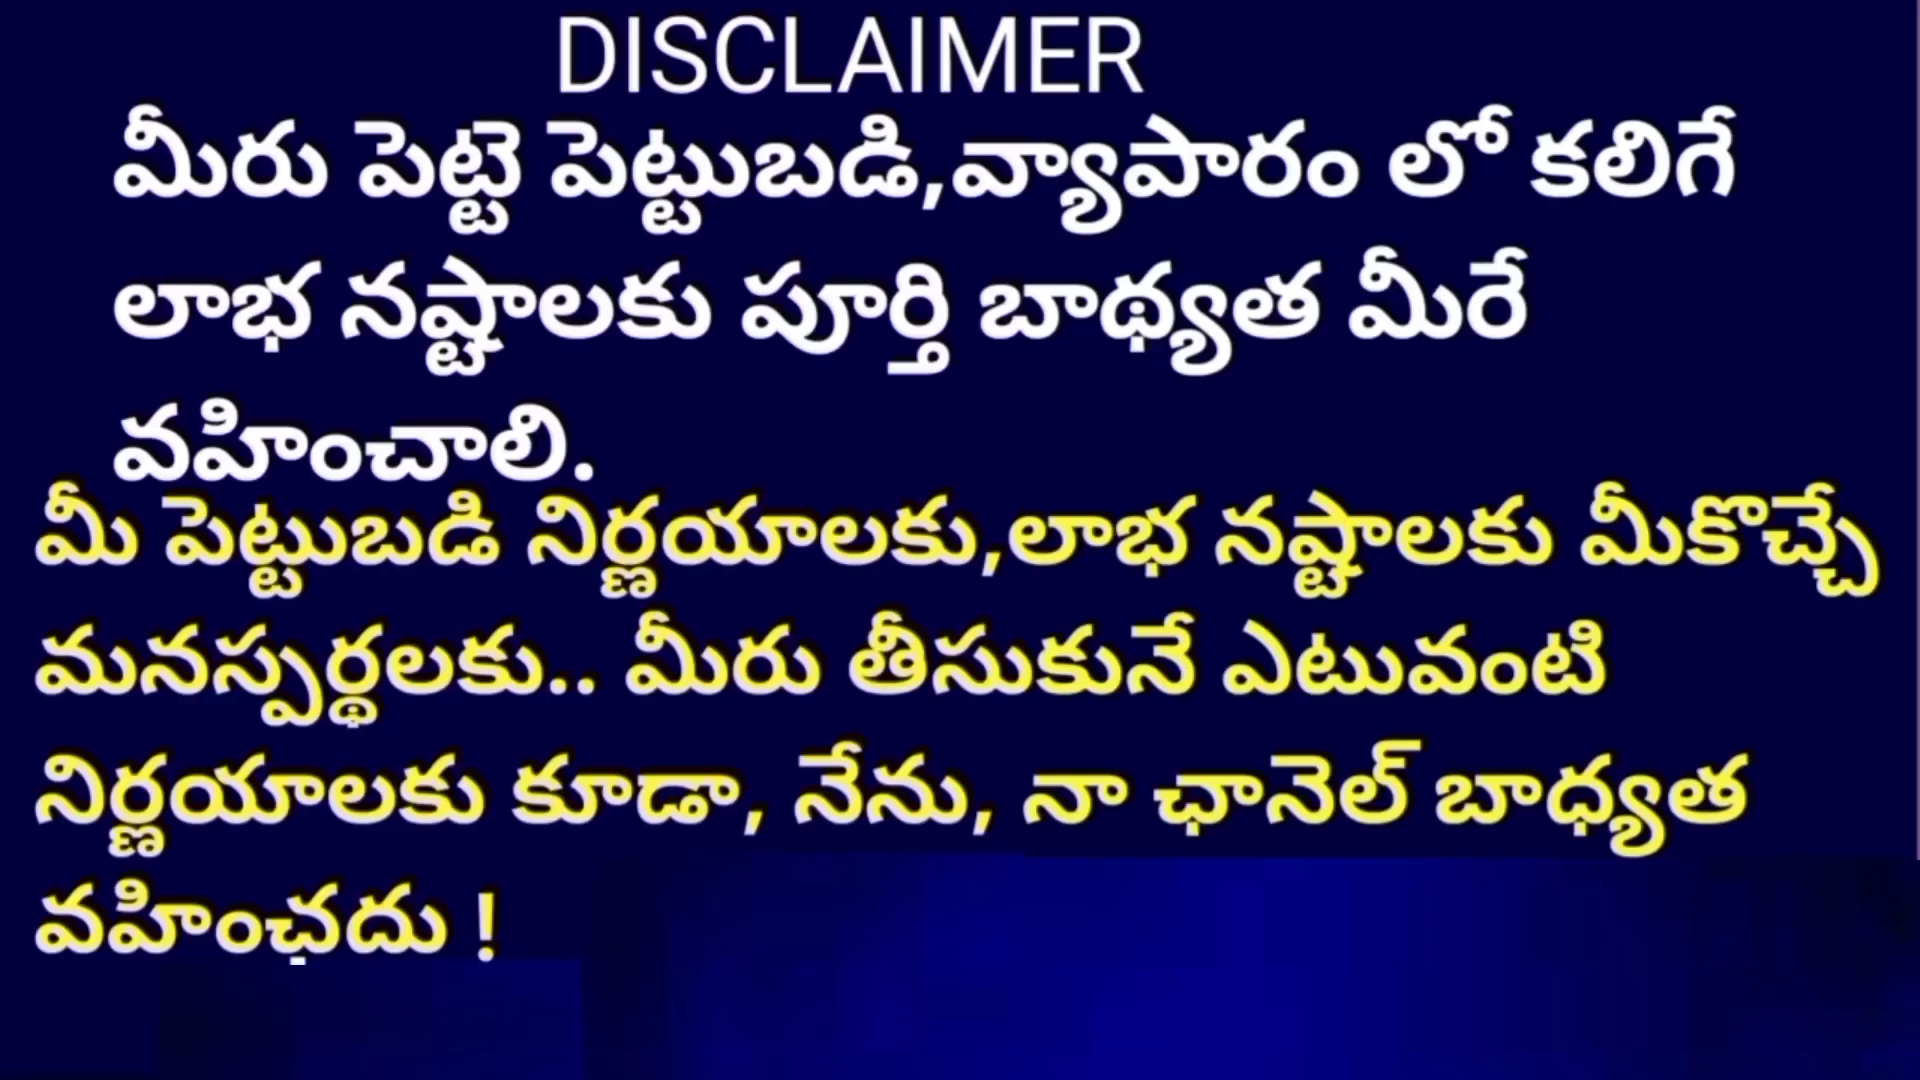 DISCLAIMER
మీరు పెట్టె పెట్టుబడి,వ్యాపారం లో కలిగే
లాభ నష్టాలకు పూర్తి బాథ్యత మీరే
వహించాలి.
మీ పెట్టుబడి నిర్ణయాలకు,లాభ నష్టాలకు మీకొచ్చే
మనస్పర్థలకు.. మీరు తీసుకునే ఎటువంటి
నిర్ణయాలకు కూడా, నేను, నా ఛానెల్ బాధ్యత
వహించదు !